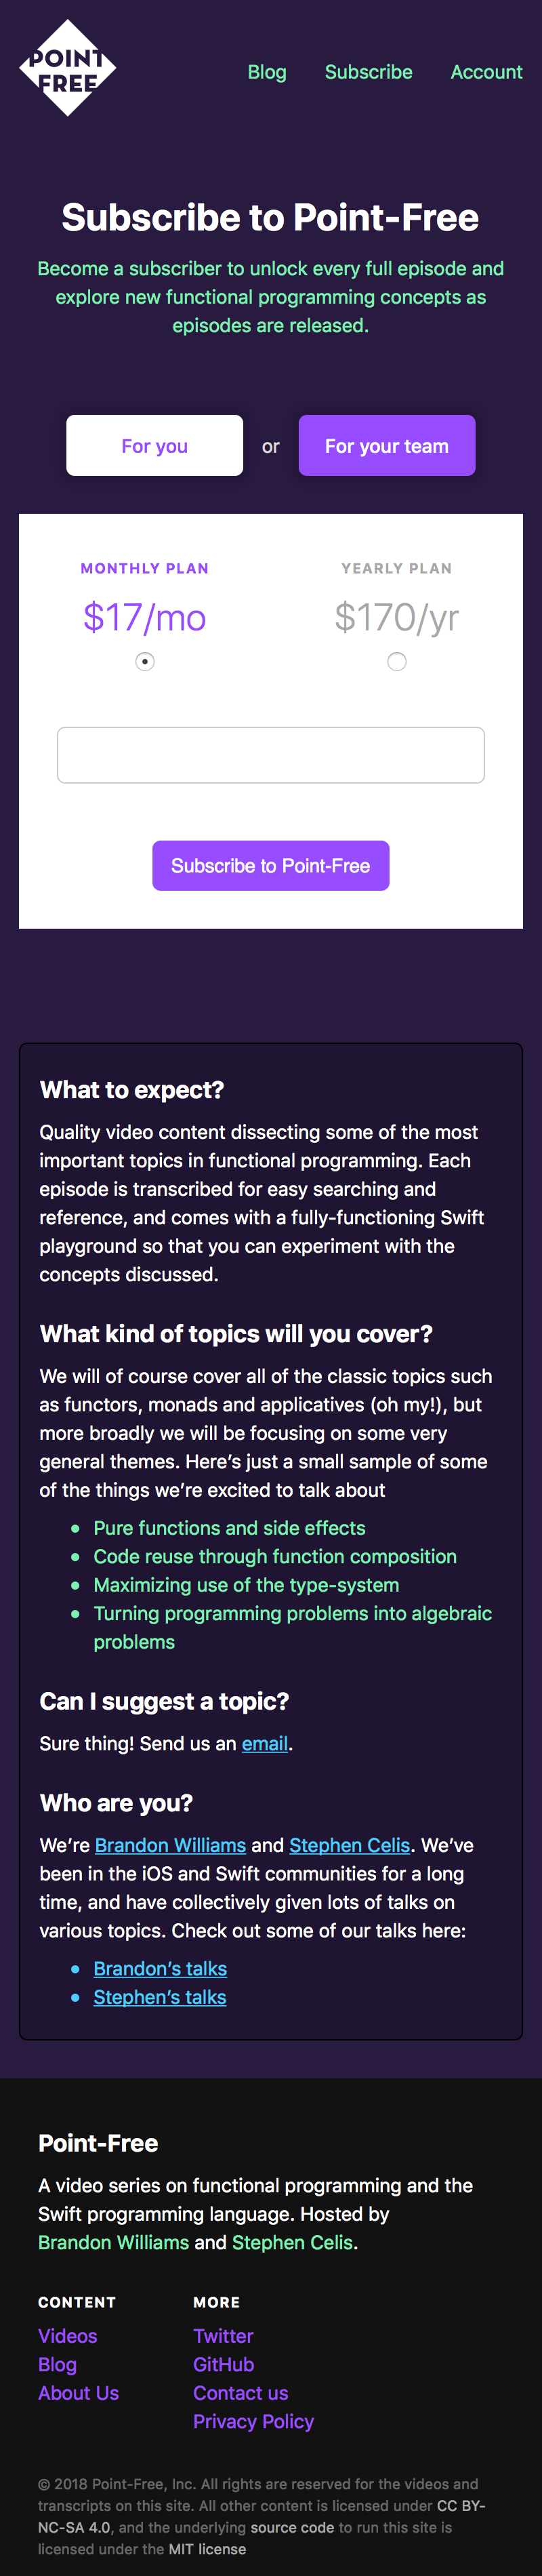 POINT
FREE
Blog
Subscribe
Account
Subscribe to Point-Free
Become a subscriber to unlock every full episode and
explore new functional programming concepts as
episodes are released.
For you
or
For your team
MONTHLY PLAN
$17/mo
YEARLY PLAN
$170/yr
Subscribe to Point-Free
What to expect?
Quality video content dissecting some of the most
important topics in functional programming. Each
episode is transcribed for easy searching and
reference, and comes with a fully-functioning Swift
playground so that you can experiment with the
concepts discussed.
What kind of topics will you cover?
We will of course cover all of the classic topics such
as functors, monads and applicatives (oh my!), but
more broadly we will be focusing on some very
general themes. Here’s just a small sample of some
of the things we’re excited to talk about
Pure functions and side effects
Code reuse through function composition
Maximizing use of the type-system
Turning programming problems into algebraic
problems
Can I suggest a topic?
Sure thing! Send us an email.
Who are you?
We’re Brandon Williams and Stephen Celis. We’ve
been in the iOS and Swift communities for a long
time, and have collectively given lots of talks on
various topics. Check out some of our talks here:
Brandon’s talks
Stephen’s talks
Point-Free
A video series on functional programming and the
Swift programming language. Hosted by
Brandon Williams and Stephen Celis.
CONTENT
Videos
Blog
About Us
MORE
Twitter
GitHub
Contact us
Privacy Policy
© 2018 Point-Free, Inc. All rights are reserved for the videos and
transcripts on this site. All other content is licensed under CC BY-
NC-SA 4.0, and the underlying source code to run this site is
licensed under the MIT license